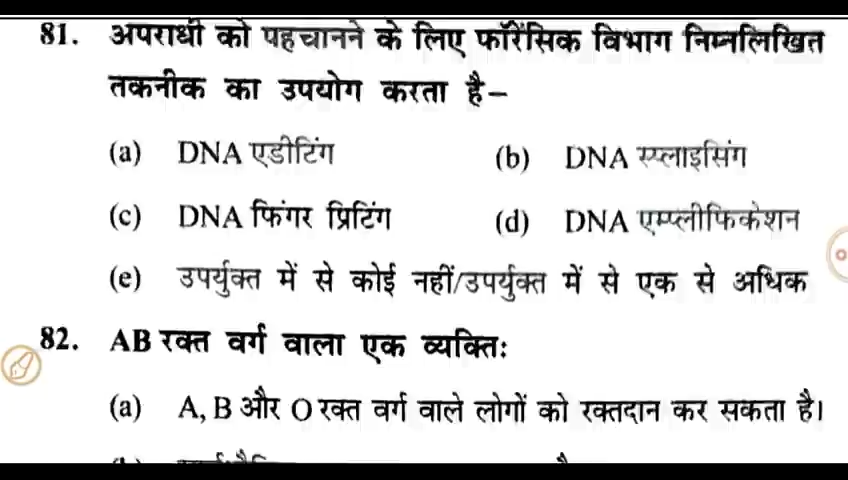 81. अपराधी को पहचानने के लिए फॉरेंसिक विभाग निम्नलिखित
तकनीक का उपयोग करता है–
(a) DNA एडीटिंग (b) DNA स्प्लाइसिंग
(c) DNA फिंगर प्रिटिंग (d) DNA एम्प्लीफिकेशन
(e) उपर्युक्त में से कोई नहीं/उपर्युक्त में से एक से अधिक
82. AB रक्त वर्ग वाला एक व्यक्तिः
(a) A, B और O रक्त वर्ग वाले लोगों को रक्तदान कर सकता है।